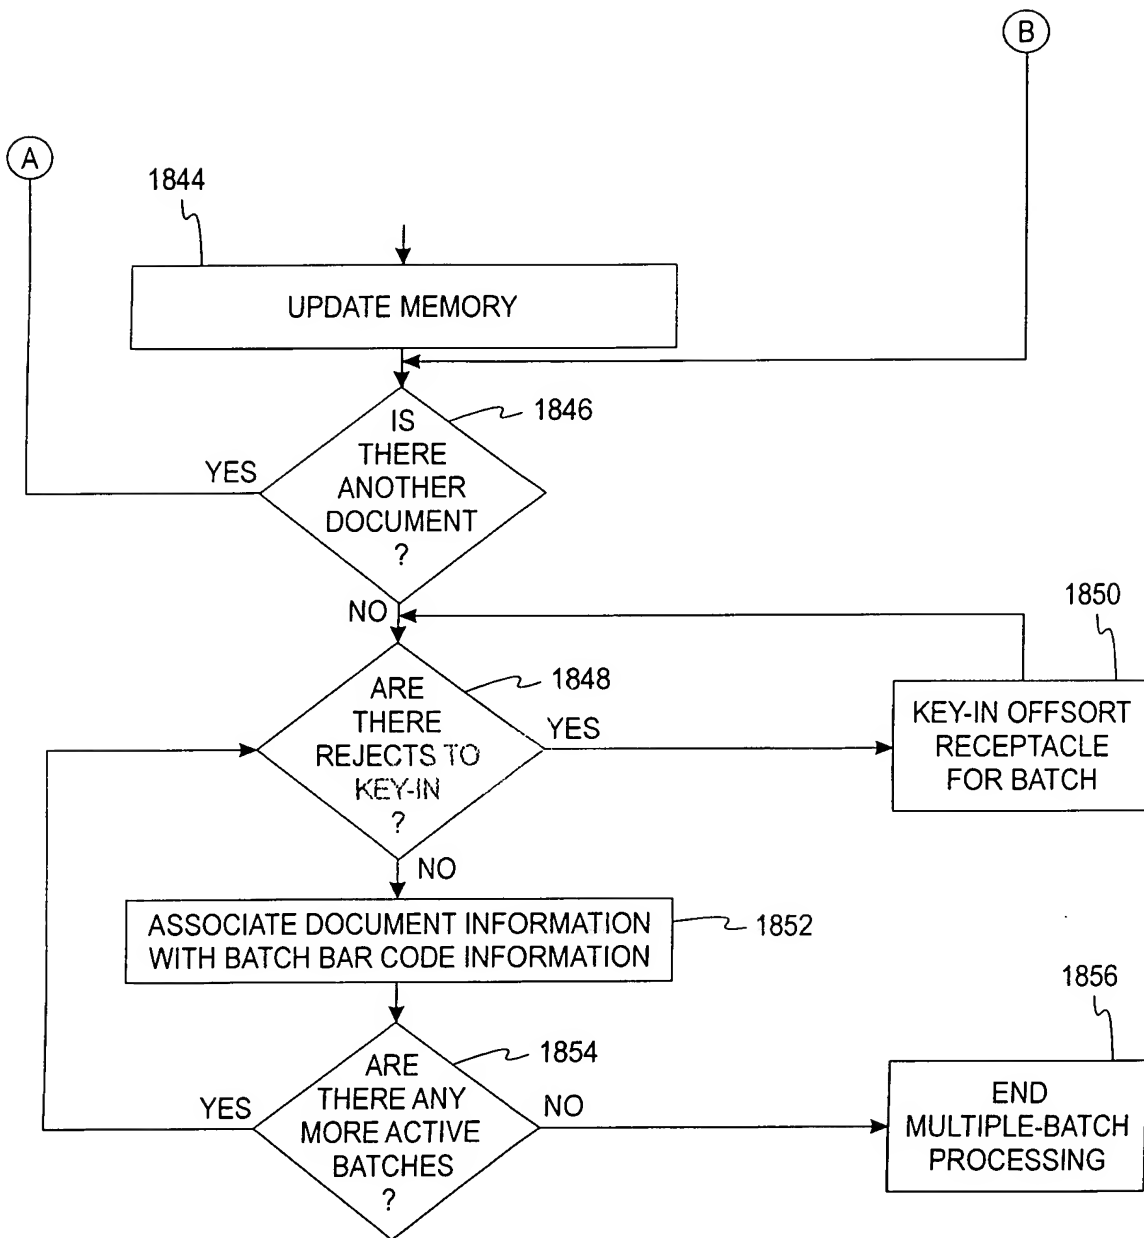 B
A
1844
UPDATE MEMORY
1846
IS
THERE
ANOTHER
DOCUMENT
?
YES
NO
1850
1848
ARE
THERE
REJECTS TO
KEY-IN
?
YES
KEY-IN OFFSORT
RECEPTACLE
FOR BATCH
NO
ASSOCIATE DOCUMENT INFORMATION
WITH BATCH BAR CODE INFORMATION
1852
1856
1854
ARE
THERE ANY
MORE ACTIVE
BATCHES
?
YES
NO
END
MULTIPLE-BATCH
PROCESSING